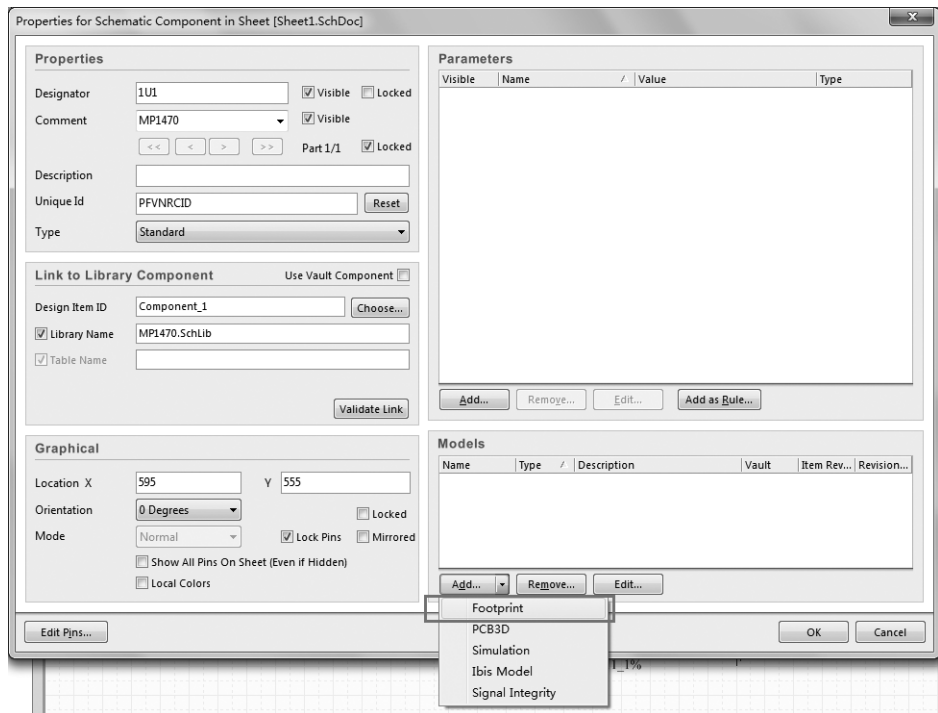 Properties for Schematic Component in Sheet [Sheet1.SchDoc]
Properties
Designator 1U1 Visible Locked
Comment MP1470 Visible
<< < > >> Part 1/1 Locked
Description
Unique Id PFVNRCID Reset
Type Standard
Link to Library Component Use Vault Component
Design Item ID Component_1 Choose...
Library Name MP1470.SchLib
Table Name
Validate Link
Graphical
Location X 595 Y 555
Orientation 0 Degrees Locked
Mode Normal Lock Pins Mirrored
Show All Pins On Sheet (Even if Hidden)
Local Colors
Parameters
Visible Name Value Type
Add... Remove... Edit... Add as Rule...
Models
Name Type Description Vault Item Rev... Revision...
Add... Remove... Edit...
Footprint
PCB3D
Simulation
Ibis Model
Signal Integrity
Edit Pins... OK Cancel
1_1%